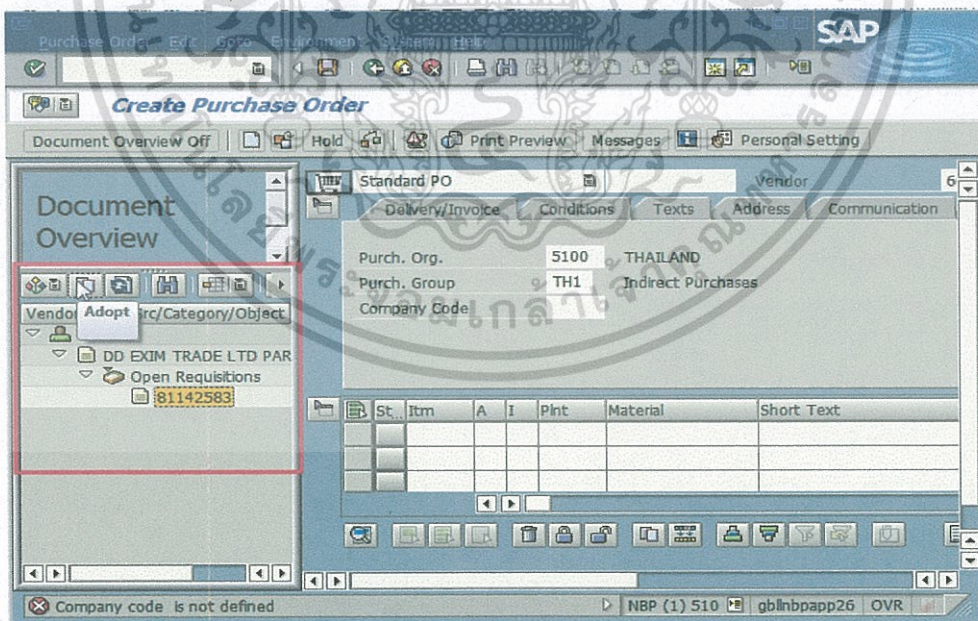 SAP
Purchase Order Edit Goto Environment System Help
Create Purchase Order
Document Overview Off Hold Print Preview Messages Personal Setting
Document Overview
Adopt
Vendo rc/Category/Object
DD EXIM TRADE LTD PAR
Open Requisitions
81142583
Standard PO Vendor 6
Delivery/Invoice Conditions Texts Address Communication
Purch. Org. 5100 THAILAND
Purch. Group TH1 Indirect Purchases
Company Code
St... Itm A I Plnt Material Short Text
Company code is not defined
NBP (1) 510 gblnbpapp26 OVR